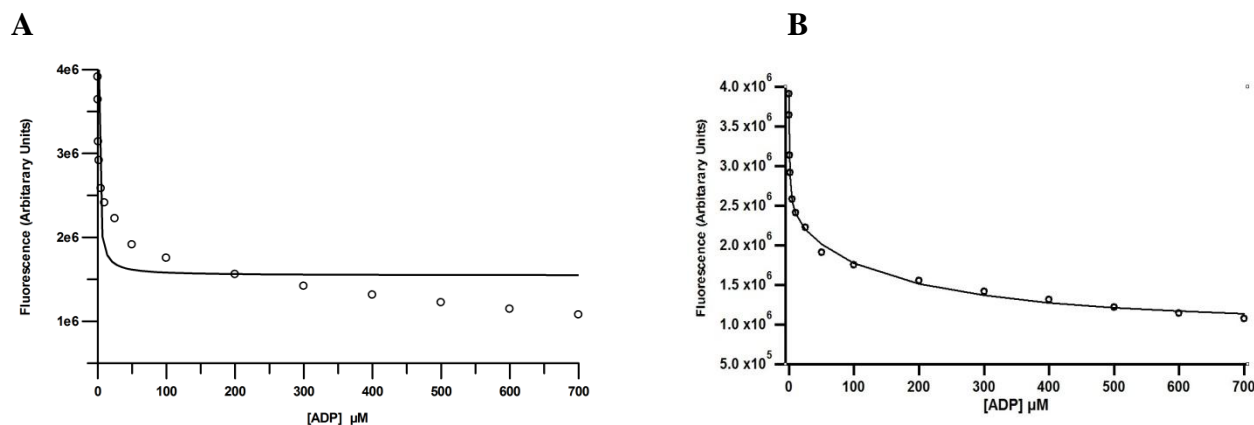 A
Fluorescence (Arbitarary Units)
4e6
3e6
2e6
1e6
0 100 200 300 400 500 600 700
[ADP] µM
B
Fluorescence (Arbitarary Units)
4.0 x10⁶
3.5 x10⁶
3.0 x10⁶
2.5 x10⁶
2.0 x10⁶
1.5 x10⁶
1.0 x10⁶
5.0 x10⁵
0 100 200 300 400 500 600 700
[ADP] µM